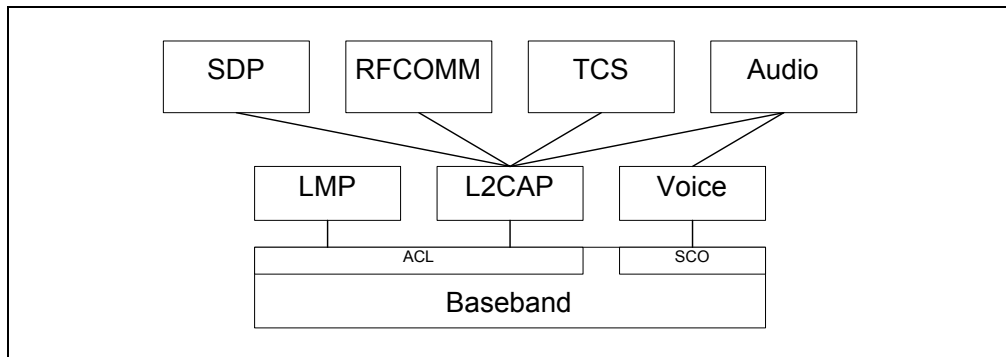 SDP
RFCOMM
TCS
Audio
LMP
L2CAP
Voice
ACL
SCO
Baseband